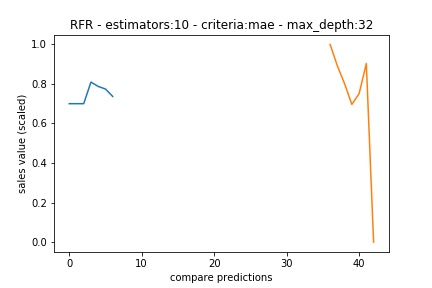 RFR - estimators:10 - criteria:mae - max_depth:32
1.0
0.8
0.6
0.4
0.2
0.0
sales value (scaled)
0 10 20 30 40
compare predictions